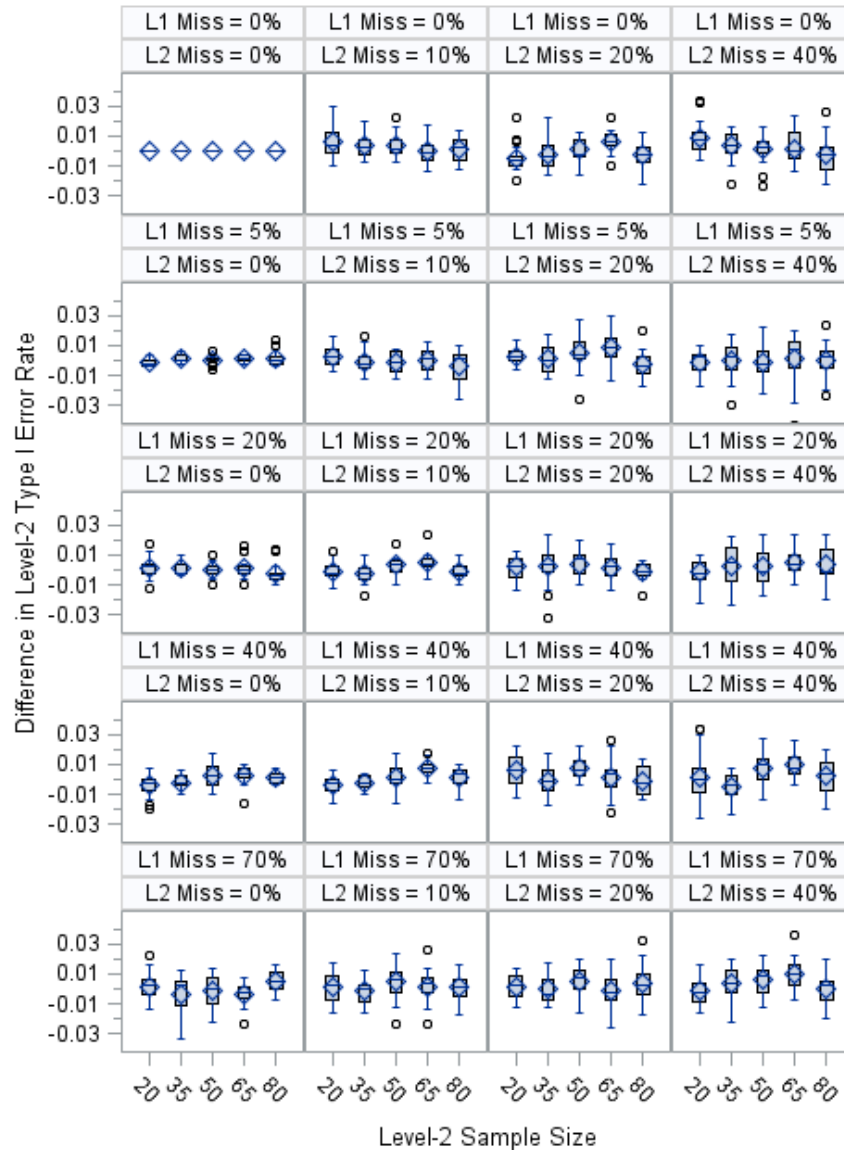 L1 Miss = 0% L1 Miss = 0% L1 Miss = 0% L1 Miss = 0%
L2 Miss = 0% L2 Miss = 10% L2 Miss = 20% L2 Miss = 40%
0.03
0.01
-0.01
-0.03
L1 Miss = 5% L1 Miss = 5% L1 Miss = 5% L1 Miss = 5%
L2 Miss = 0% L2 Miss = 10% L2 Miss = 20% L2 Miss = 40%
0.03
0.01
-0.01
-0.03
L1 Miss = 20% L1 Miss = 20% L1 Miss = 20% L1 Miss = 20%
L2 Miss = 0% L2 Miss = 10% L2 Miss = 20% L2 Miss = 40%
0.03
0.01
-0.01
-0.03
L1 Miss = 40% L1 Miss = 40% L1 Miss = 40% L1 Miss = 40%
L2 Miss = 0% L2 Miss = 10% L2 Miss = 20% L2 Miss = 40%
0.03
0.01
-0.01
-0.03
L1 Miss = 70% L1 Miss = 70% L1 Miss = 70% L1 Miss = 70%
L2 Miss = 0% L2 Miss = 10% L2 Miss = 20% L2 Miss = 40%
0.03
0.01
-0.01
-0.03
Difference in Level-2 Type I Error Rate
20 35 50 65 80 20 35 50 65 80 20 35 50 65 80 20 35 50 65 80
Level-2 Sample Size